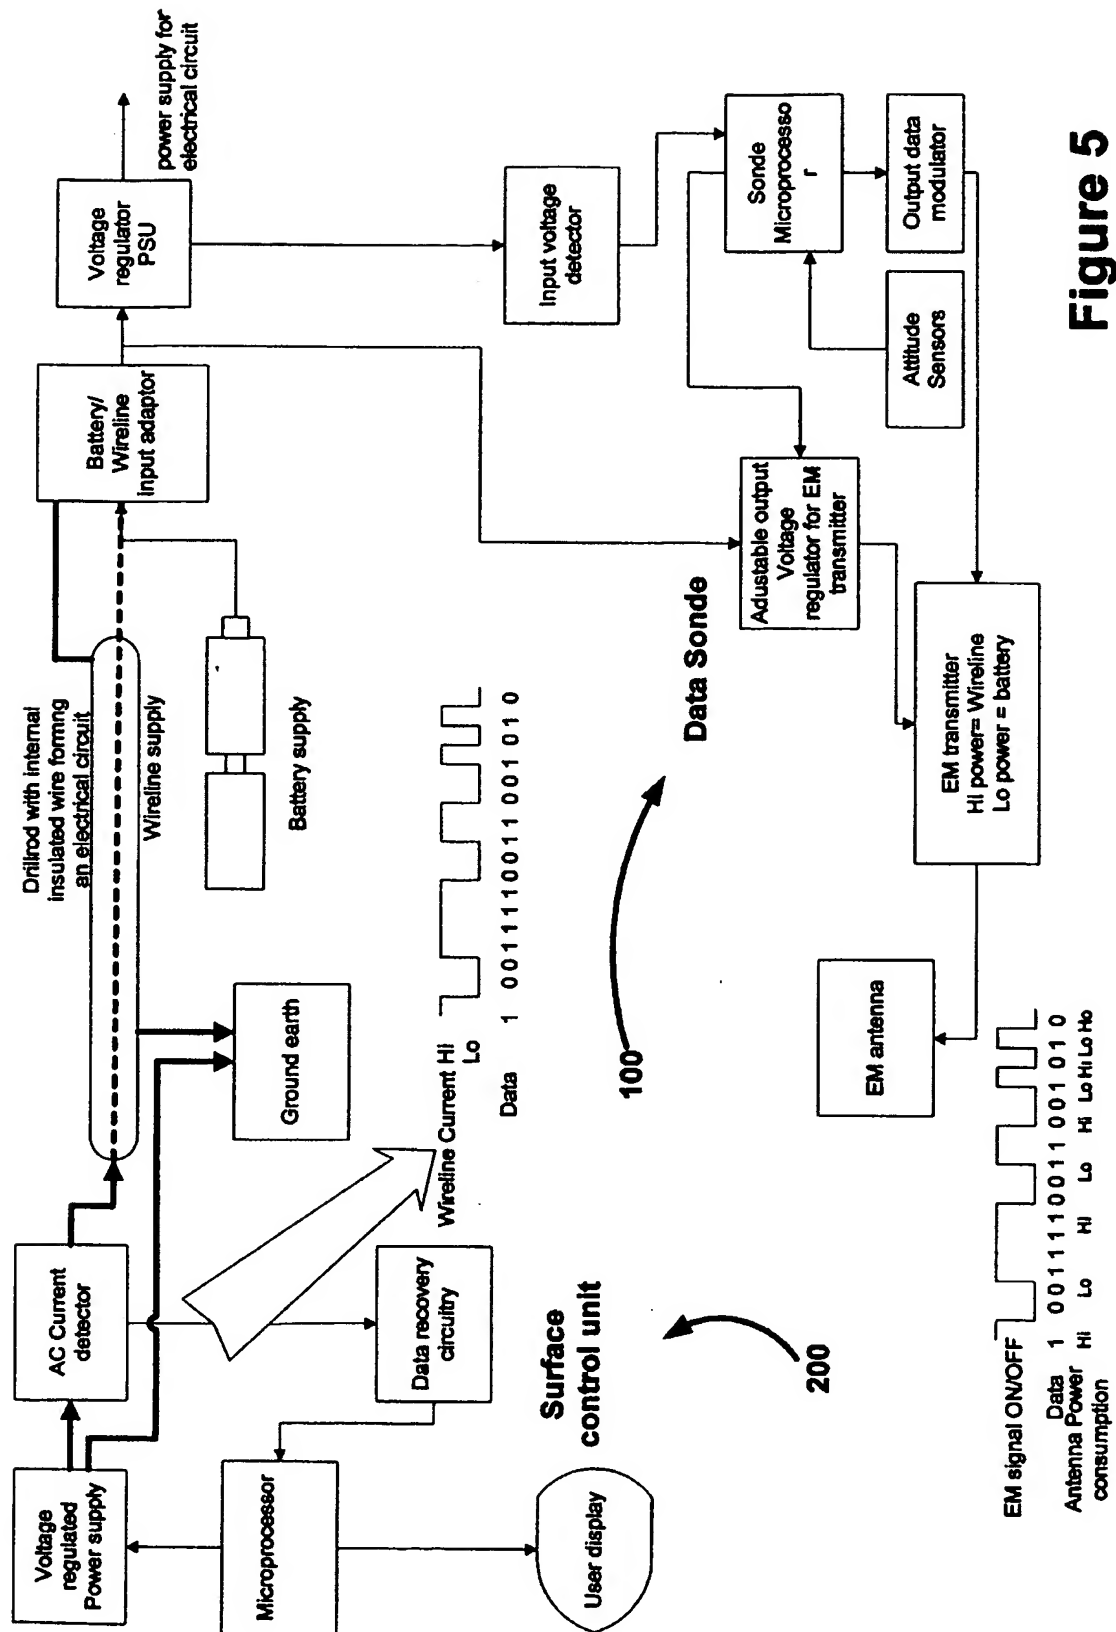 Voltage
regulated
Power supply
AC Current
detector
Drillrod with internal
insulated wire formng
an electrical circuit
Wireline supply
Battery/
Wireline
input adaptor
Voltage
regulator
PSU
power supply for
electrical circuit
Ground earth
Battery supply
Microprocessor
Data recovery
circuitry
User display
Surface
control unit
200
Wireline Current Hi
Lo
Data 1 0 0 1 1 1 1 0 0 1 1 0 0 1 0 1 0
100
Data Sonde
Input voltage
detector
Sonde
Microprocesso
r
Adustable output
Voltage
regulator for EM
transmitter
Attitude
Sensors
Output data
modulator
EM transmitter
Hi power= Wireline
Lo power = battery
EM antenna
EM signal ON/OFF
Data 1 0 0 1 1 1 1 0 0 1 1 0 0 1 0 1 0
Antenna Power Hi Lo Hi Lo Hi Lo Hi Lo Ho
consumption
Figure 5